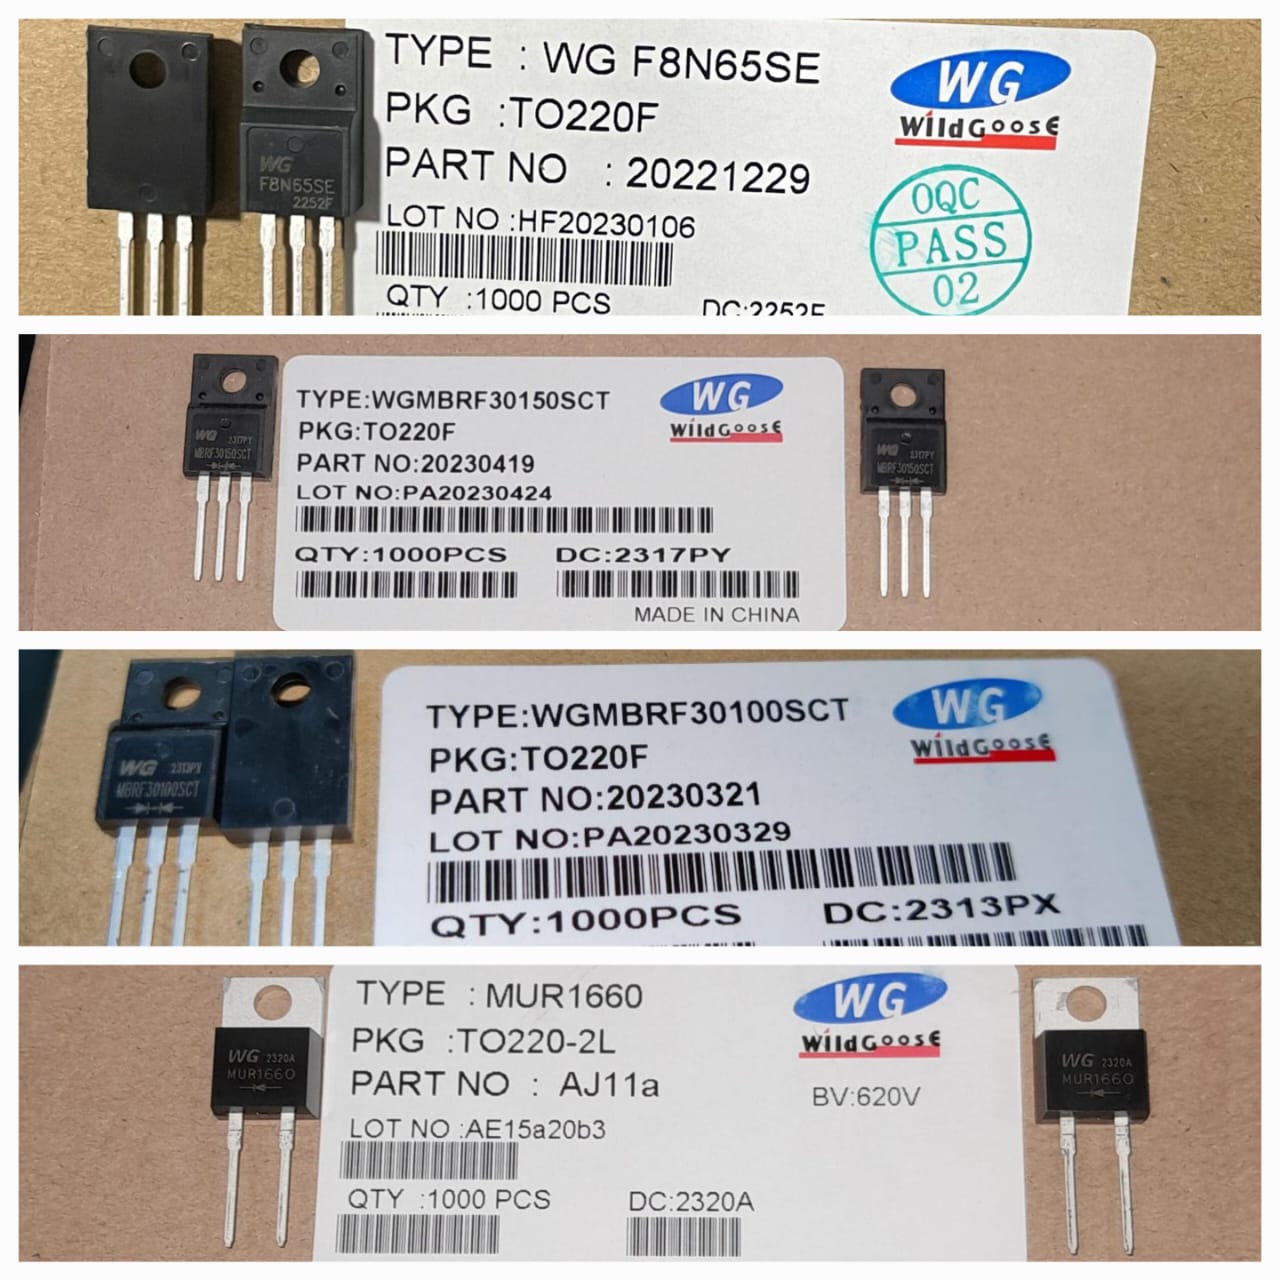 WG
F8N65SE
2252F
TYPE : WG F8N65SE
PKG :TO220F
PART NO : 20221229
LOT NO :HF20230106
QTY :1000 PCS
DC:2252F
WG
WildGoose
OQC
PASS
02
WG 2317PY
MBRF30150SCT
TYPE:WGMBRF30150SCT
PKG:TO220F
PART NO:20230419
LOT NO:PA20230424
QTY:1000PCS DC:2317PY
MADE IN CHINA
WG
WildGoose
WG 2317PY
MBRF30150SCT
WG 2313PX
MBRF30100SCT
TYPE:WGMBRF30100SCT
PKG:TO220F
PART NO:20230321
LOT NO:PA20230329
QTY:1000PCS DC:2313PX
WG
WildGoose
WG 2320A
MUR1660
TYPE : MUR1660
PKG :TO220-2L
PART NO : AJ11a
LOT NO :AE15a20b3
QTY :1000 PCS DC:2320A
WG
WildGoose
BV:620V
WG 2320A
MUR1660